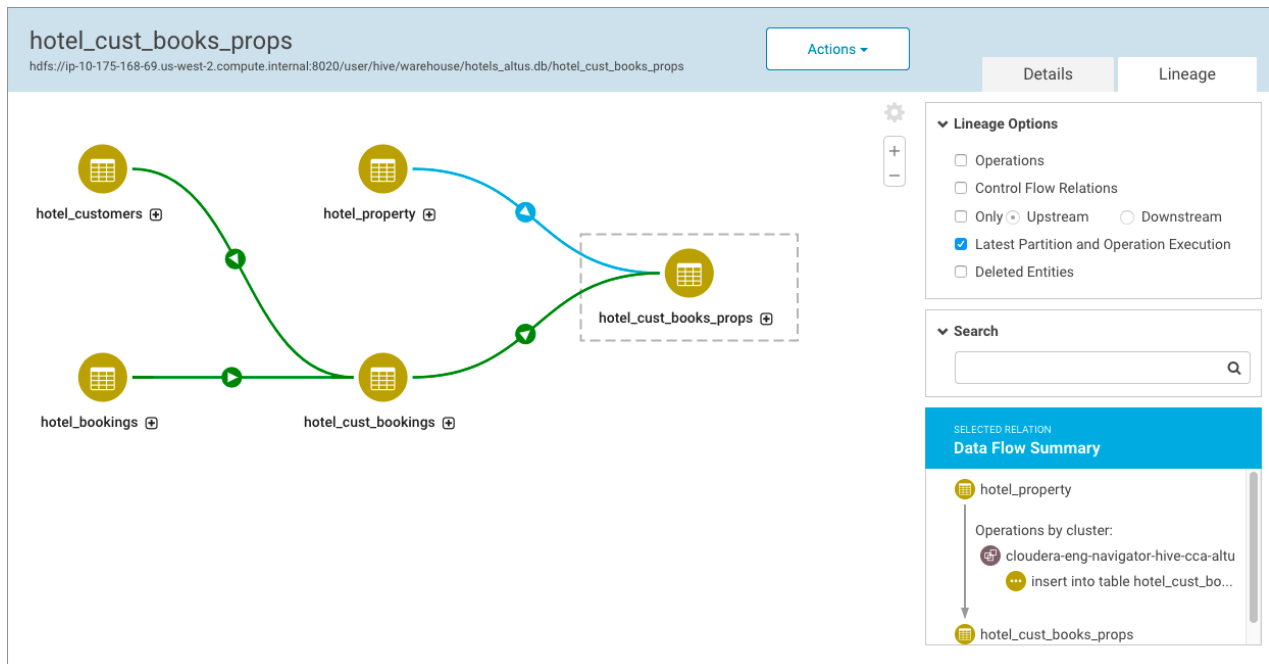 hotel_cust_books_props
hdfs://ip-10-175-168-69.us-west-2.compute.internal:8020/user/hive/warehouse/hotels_altus.db/hotel_cust_books_props
Actions
Details
Lineage
hotel_customers
hotel_property
hotel_cust_books_props
hotel_bookings
hotel_cust_bookings
+
−
Lineage Options
Operations
Control Flow Relations
Only Upstream Downstream
Latest Partition and Operation Execution
Deleted Entities
Search
SELECTED RELATION
Data Flow Summary
hotel_property
Operations by cluster:
cloudera-eng-navigator-hive-cca-altu
insert into table hotel_cust_bo...
hotel_cust_books_props